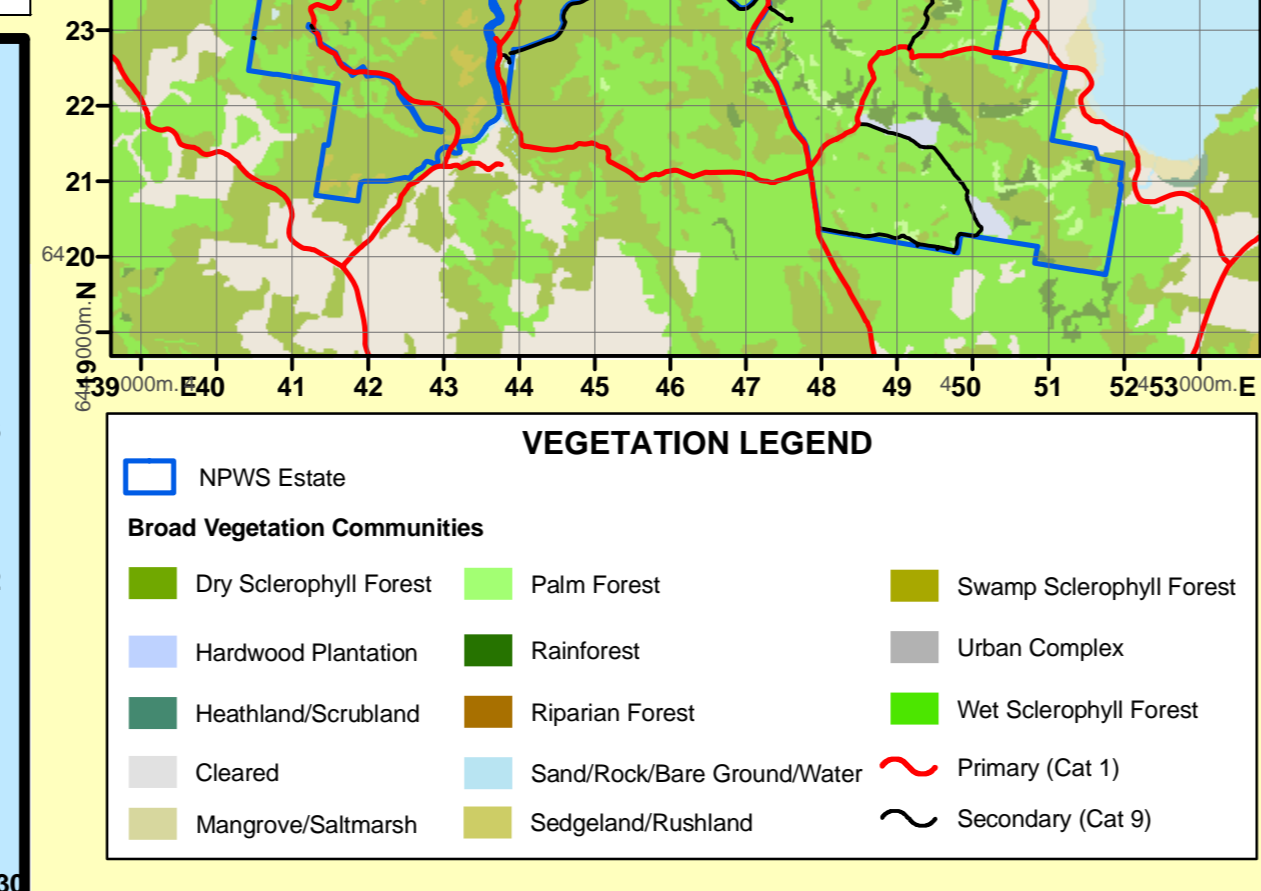 23
22
21
6420
6419000m.N
439000m.E 40 41 42 43 44 45 46 47 48 49 450 51 52 453000m.E
VEGETATION LEGEND
NPWS Estate
Broad Vegetation Communities
Dry Sclerophyll Forest Palm Forest Swamp Sclerophyll Forest
Hardwood Plantation Rainforest Urban Complex
Heathland/Scrubland Riparian Forest Wet Sclerophyll Forest
Cleared Sand/Rock/Bare Ground/Water Primary (Cat 1)
Mangrove/Saltmarsh Sedgeland/Rushland Secondary (Cat 9)
30